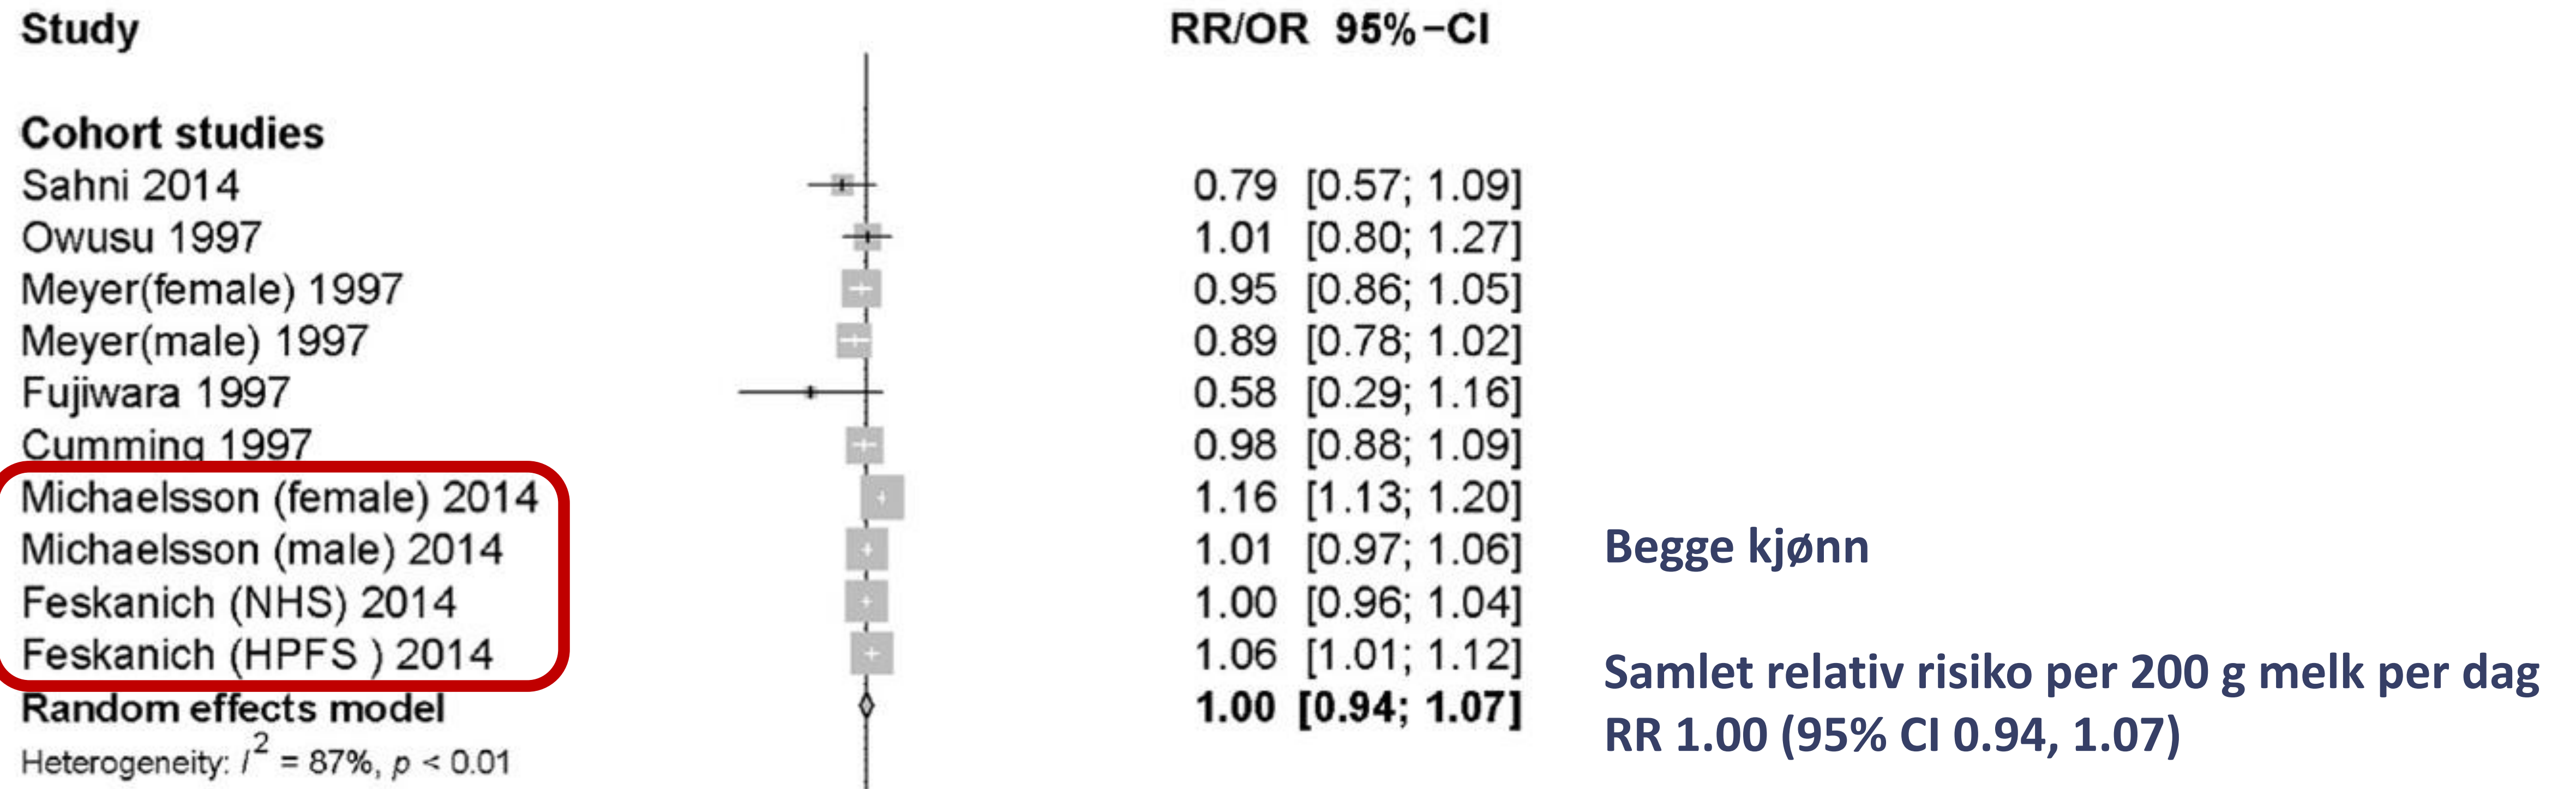 Study RR/OR 95%−CI
Cohort studies
Sahni 2014 0.79 [0.57; 1.09]
Owusu 1997 1.01 [0.80; 1.27]
Meyer(female) 1997 0.95 [0.86; 1.05]
Meyer(male) 1997 0.89 [0.78; 1.02]
Fujiwara 1997 0.58 [0.29; 1.16]
Cumming 1997 0.98 [0.88; 1.09]
Michaelsson (female) 2014 1.16 [1.13; 1.20]
Michaelsson (male) 2014 1.01 [0.97; 1.06]
Feskanich (NHS) 2014 1.00 [0.96; 1.04]
Feskanich (HPFS ) 2014 1.06 [1.01; 1.12]
Random effects model 1.00 [0.94; 1.07]
Heterogeneity: I² = 87%, p < 0.01
Begge kjønn
Samlet relativ risiko per 200 g melk per dag
RR 1.00 (95% CI 0.94, 1.07)